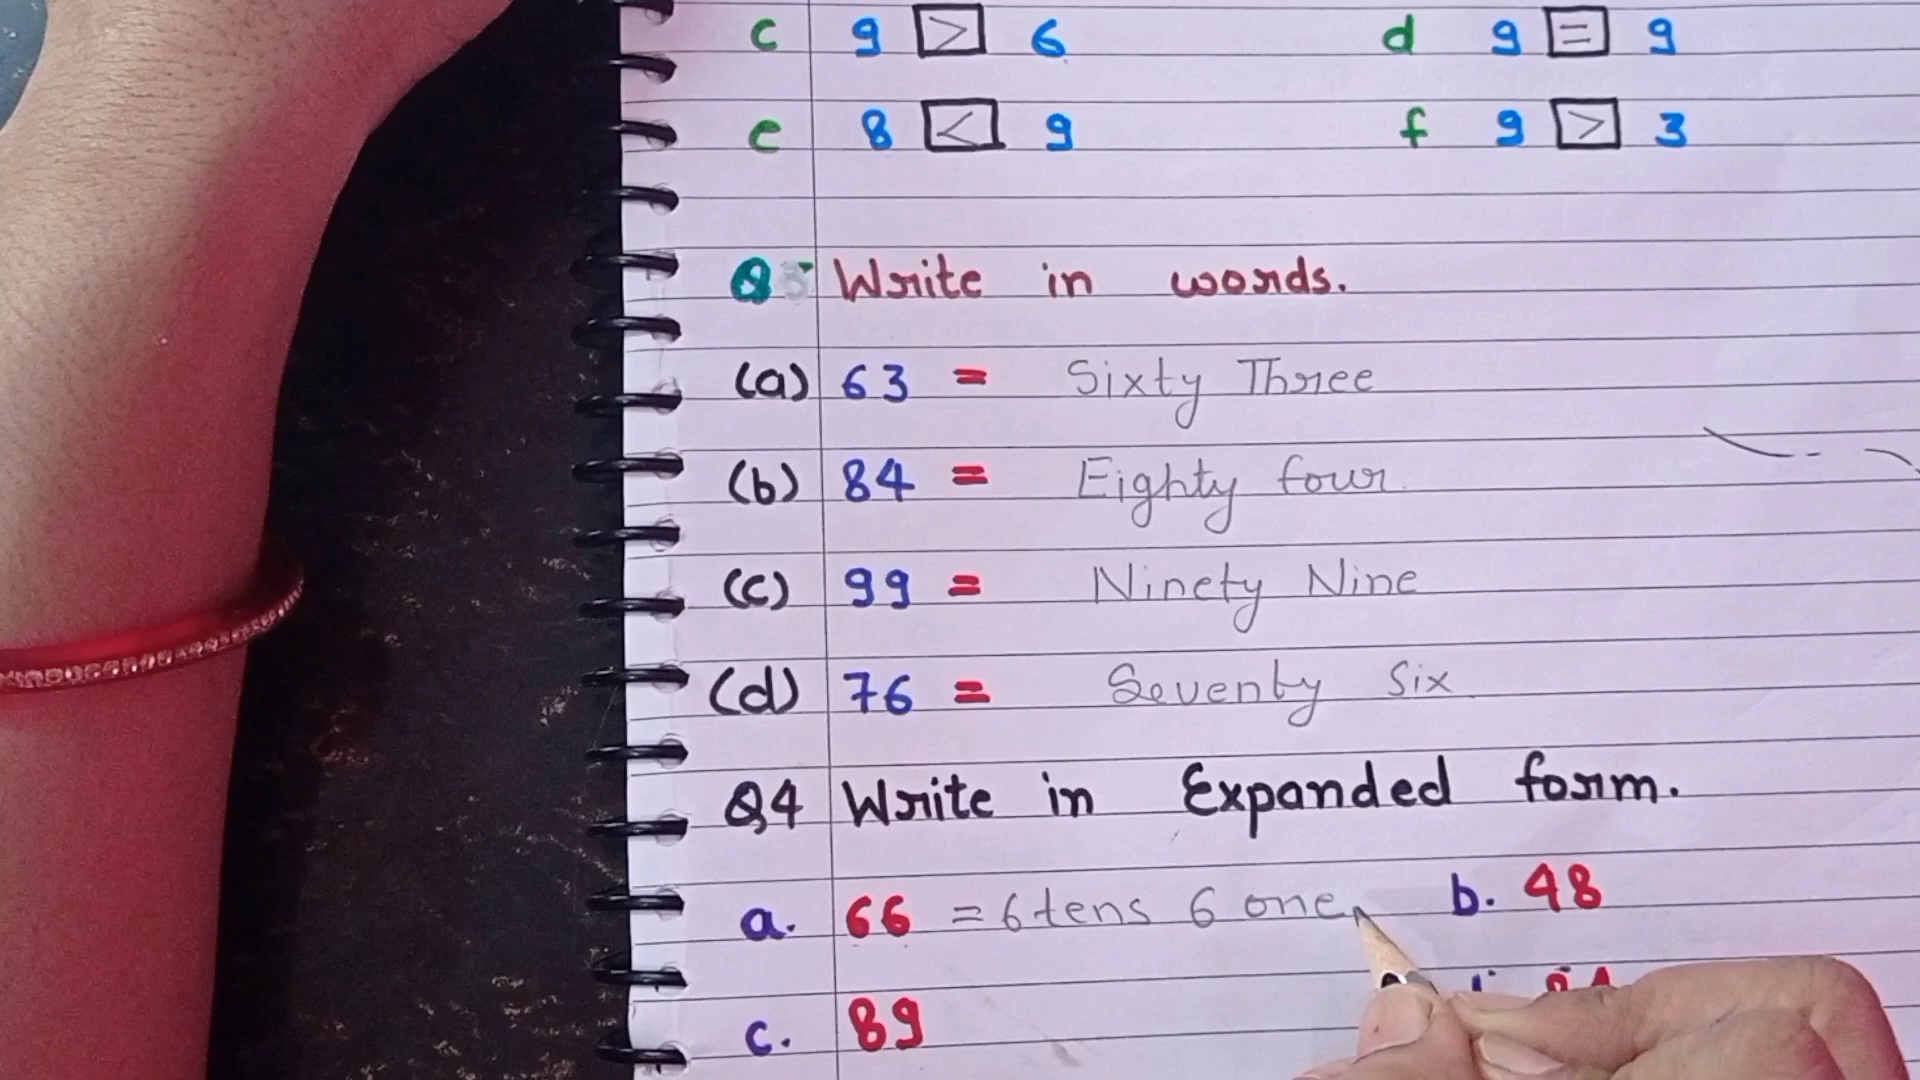 c 9 > 6 d 9 = 9
e 8 < 9 f 9 > 3
Q Write in words.
(a) 63 = Sixty Three
(b) 84 = Eighty four
(c) 99 = Ninety Nine
(d) 76 = Seventy Six
Q4 Write in Expanded form.
a. 66 = 6 tens 6 one b. 48
c. 89